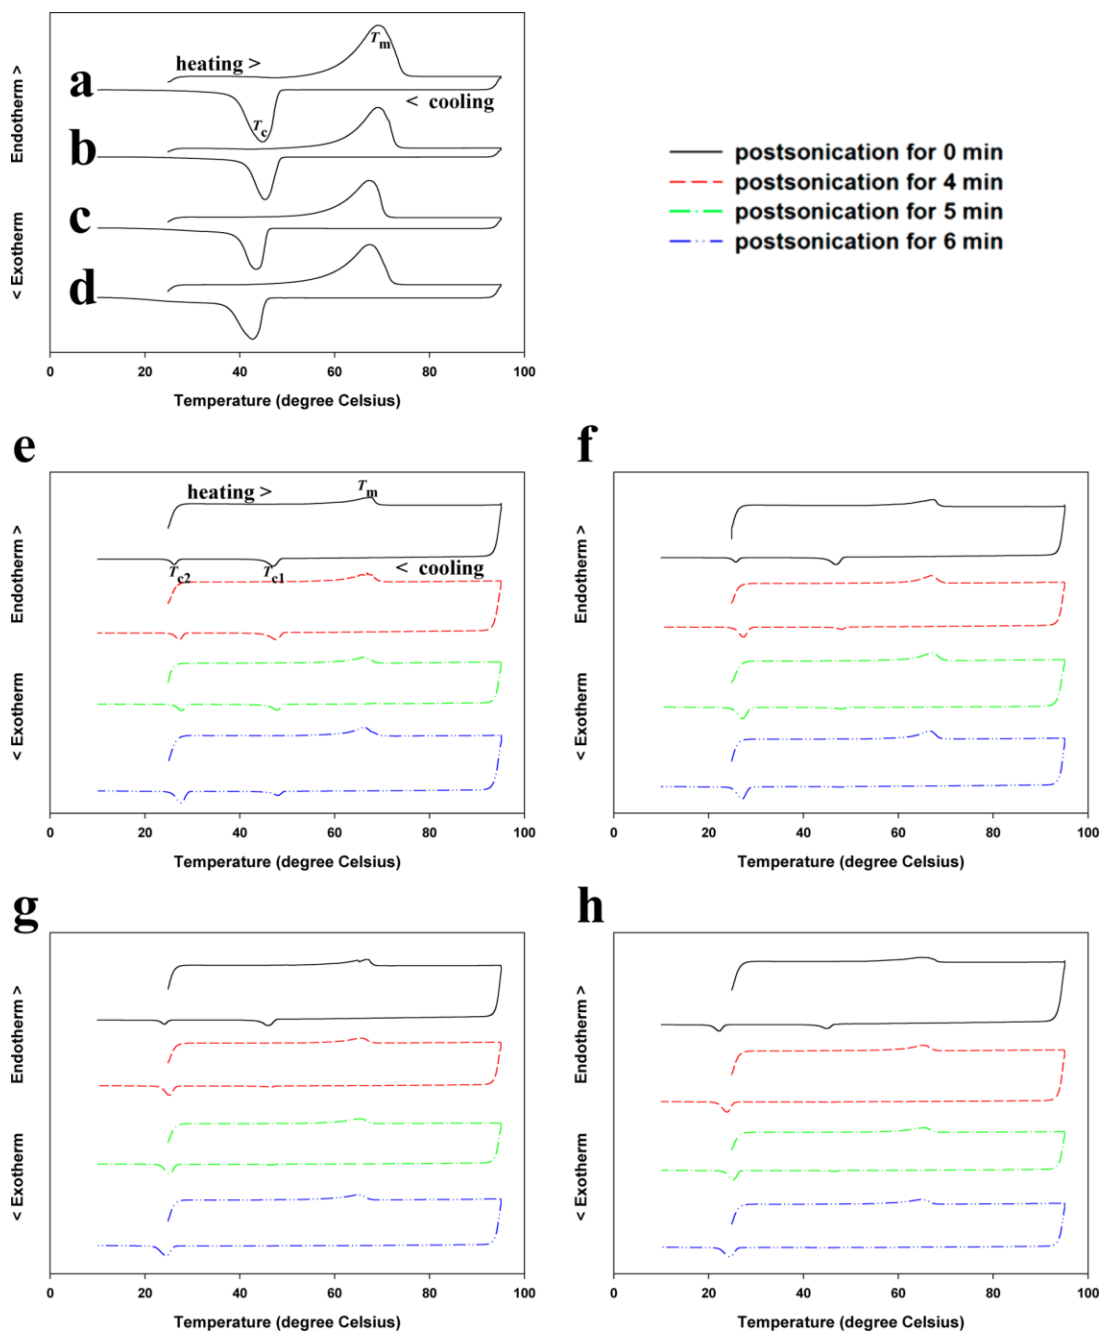 Endotherm >
< Exotherm
a
b
c
d
heating >
Tm
< cooling
Tc
0 20 40 60 80 100
Temperature (degree Celsius)
postsonication for 0 min
postsonication for 4 min
postsonication for 5 min
postsonication for 6 min
e
Endotherm >
< Exotherm
heating >
Tm
Tc2
Tc1
< cooling
0 20 40 60 80 100
Temperature (degree Celsius)
f
Endotherm >
< Exotherm
0 20 40 60 80 100
Temperature (degree Celsius)
g
Endotherm >
< Exotherm
0 20 40 60 80 100
Temperature (degree Celsius)
h
Endotherm >
< Exotherm
0 20 40 60 80 100
Temperature (degree Celsius)